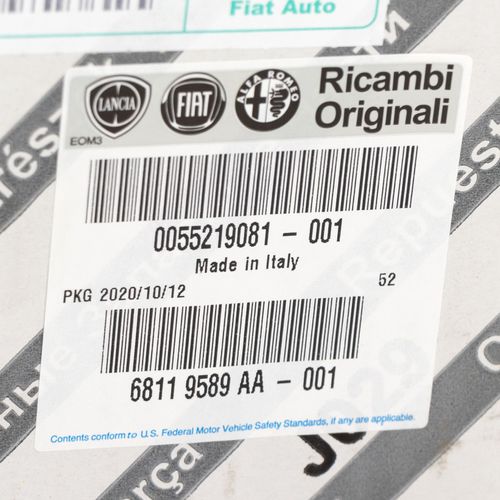 Fiat Auto
LANCIA FIAT ALFA ROMEO Ricambi
Originali
EOM3
0055219081 - 001
Made in Italy
PKG 2020/10/12 52
6811 9589 AA - 001
Contents conform to U.S. Federal Motor Vehicle Safety Standards, if any are applicable.